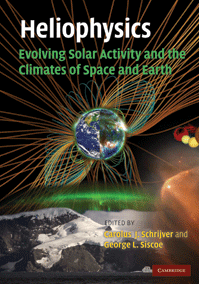 Heliophysics
Evolving Solar Activity and the
Climates of Space and Earth
EDITED BY
Carolus J. Schrijver and
George L. Siscoe
CAMBRIDGE